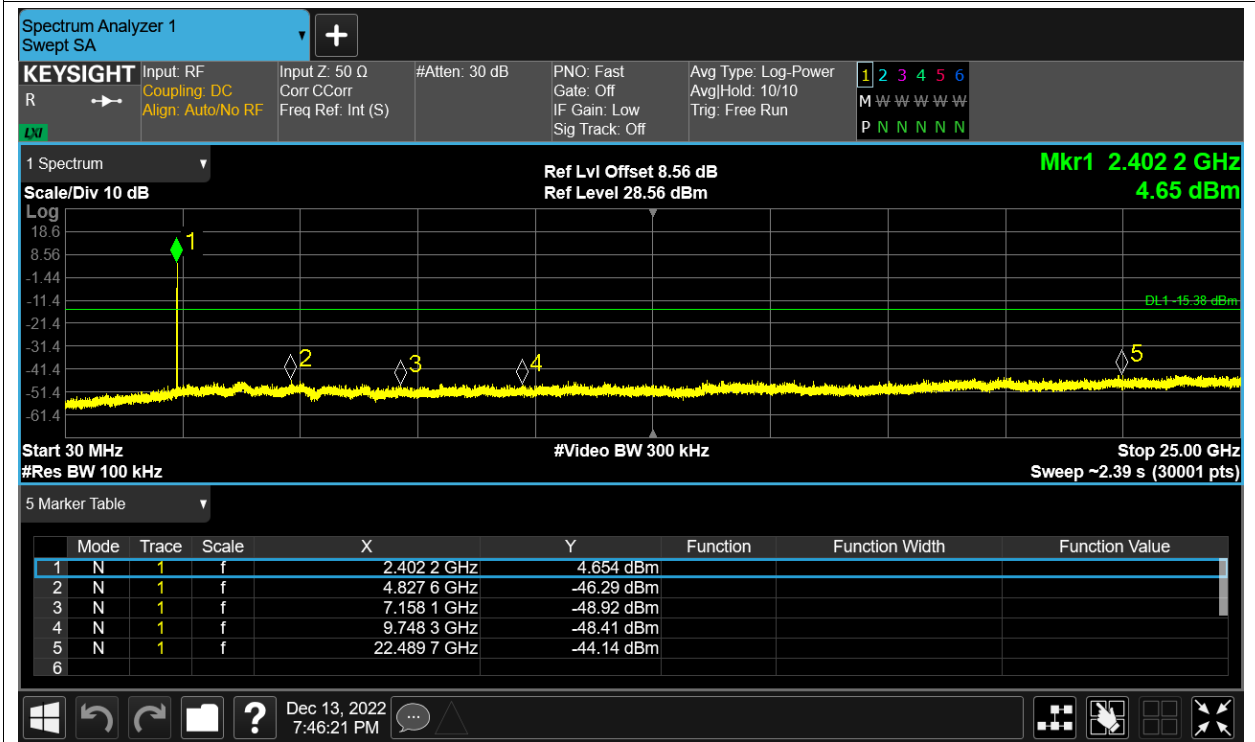 Spectrum Analyzer 1
Swept SA
KEYSIGHT
R
LXI
Input: RF
Coupling: DC
Align: Auto/No RF
Input Z: 50 Ω
Corr CCorr
Freq Ref: Int (S)
#Atten: 30 dB
PNO: Fast
Gate: Off
IF Gain: Low
Sig Track: Off
Avg Type: Log-Power
Avg|Hold: 10/10
Trig: Free Run
1 2 3 4 5 6
M W W W W W
P N N N N N
1 Spectrum
Scale/Div 10 dB
Ref Lvl Offset 8.56 dB
Ref Level 28.56 dBm
Mkr1 2.402 2 GHz
4.65 dBm
Log
18.6
8.56
-1.44
-11.4
-21.4
-31.4
-41.4
-51.4
-61.4
1
2
3
4
5
DL1 -15.38 dBm
Start 30 MHz
#Video BW 300 kHz
Stop 25.00 GHz
#Res BW 100 kHz
Sweep ~2.39 s (30001 pts)
5 Marker Table
Mode Trace Scale X Y Function Function Width Function Value
1 N 1 f 2.402 2 GHz 4.654 dBm
2 N 1 f 4.827 6 GHz -46.29 dBm
3 N 1 f 7.158 1 GHz -48.92 dBm
4 N 1 f 9.748 3 GHz -48.41 dBm
5 N 1 f 22.489 7 GHz -44.14 dBm
6
?
Dec 13, 2022
7:46:21 PM